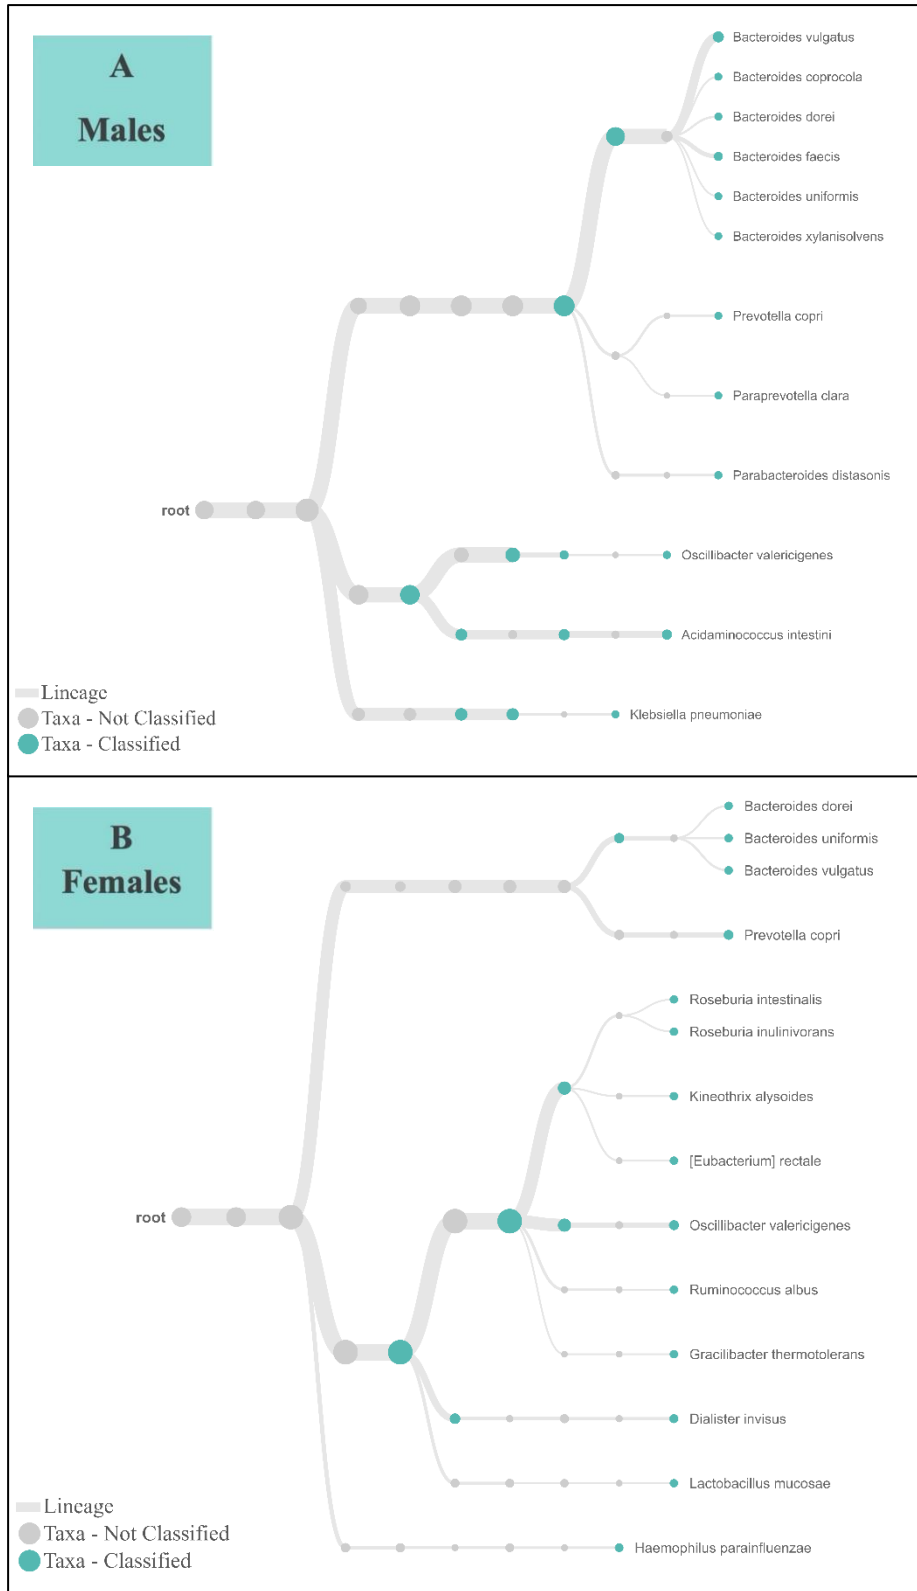 A
Males
Bacteroides vulgatus
Bacteroides coprocola
Bacteroides dorei
Bacteroides faecis
Bacteroides uniformis
Bacteroides xylanisolvens
Prevotella copri
Paraprevotella clara
Parabacteroides distasonis
root
Oscillibacter valericigenes
Acidaminococcus intestini
Klebsiella pneumoniae
Lineage
Taxa - Not Classified
Taxa - Classified
B
Females
Bacteroides dorei
Bacteroides uniformis
Bacteroides vulgatus
Prevotella copri
Roseburia intestinalis
Roseburia inulinivorans
Kineothrix alysoides
[Eubacterium] rectale
root
Oscillibacter valericigenes
Ruminococcus albus
Gracilibacter thermotolerans
Dialister invisus
Lactobacillus mucosae
Haemophilus parainfluenzae
Lineage
Taxa - Not Classified
Taxa - Classified